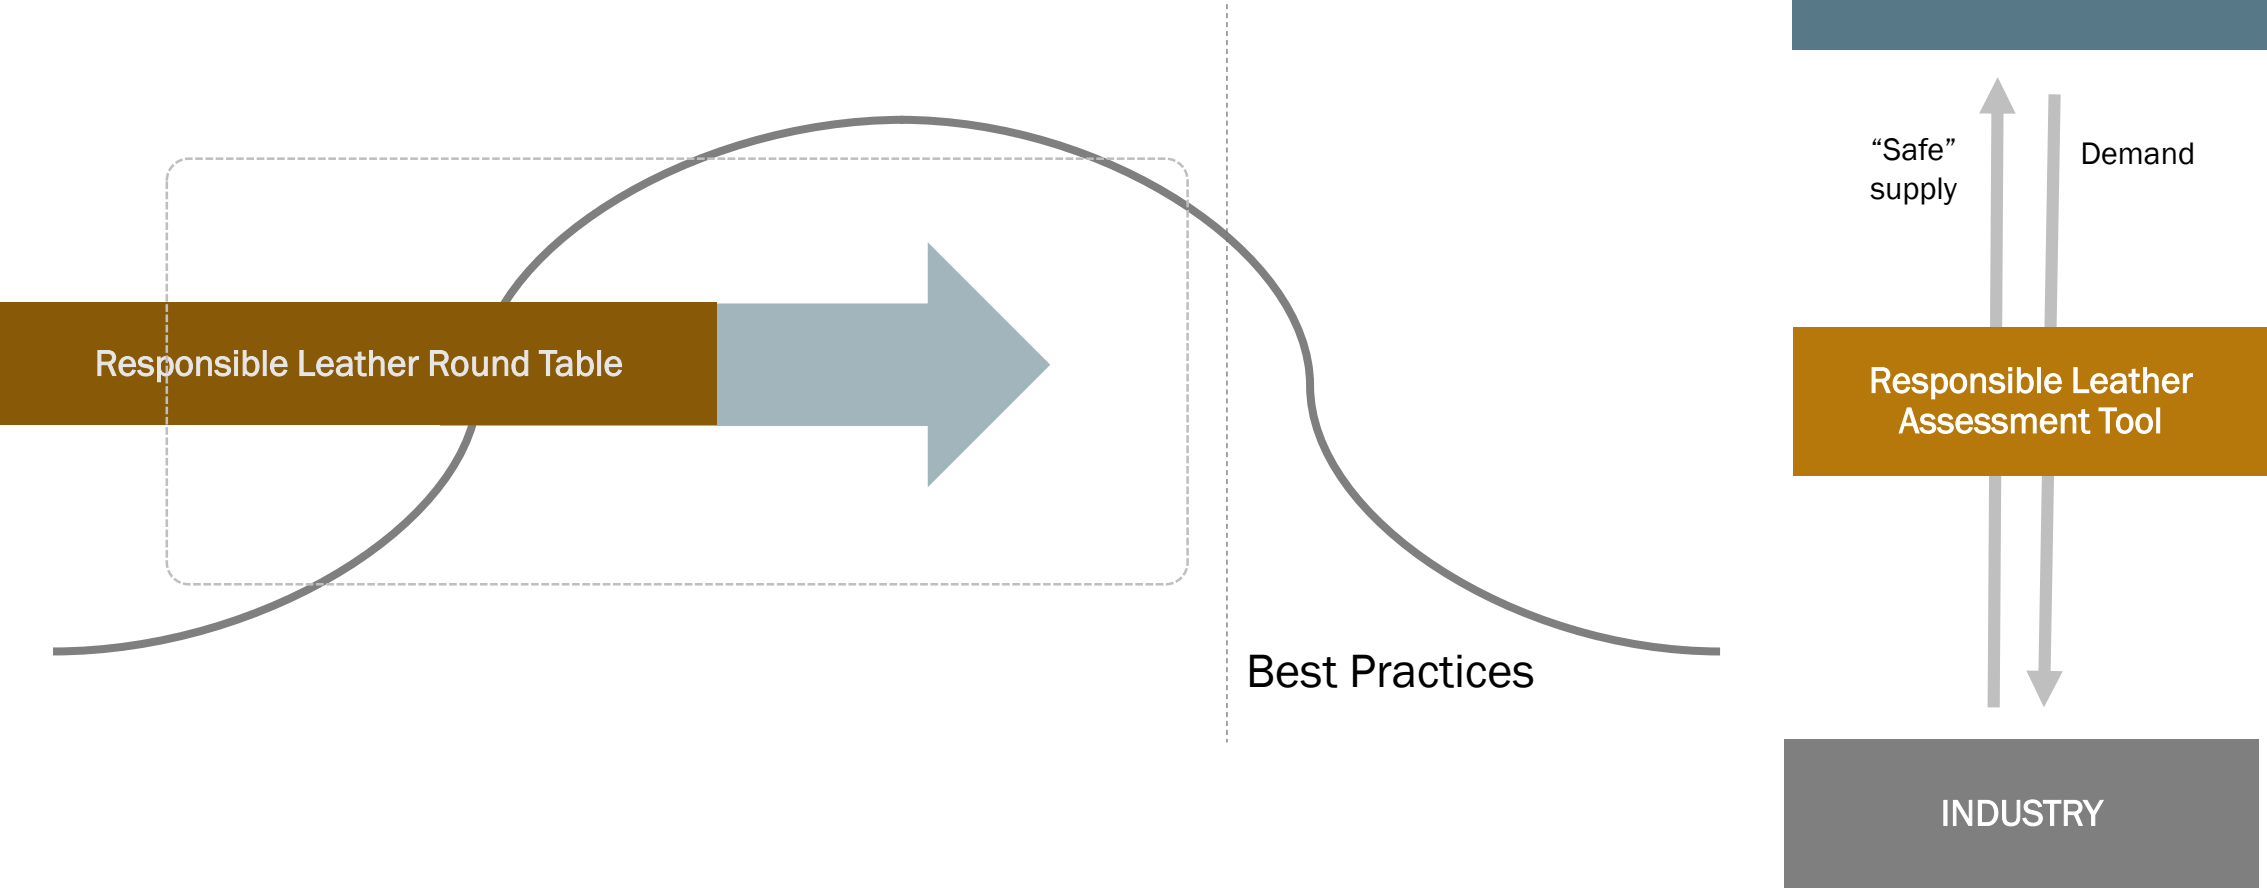 Responsible Leather Round Table
Best Practices
“Safe”
supply
Demand
Responsible Leather
Assessment Tool
INDUSTRY